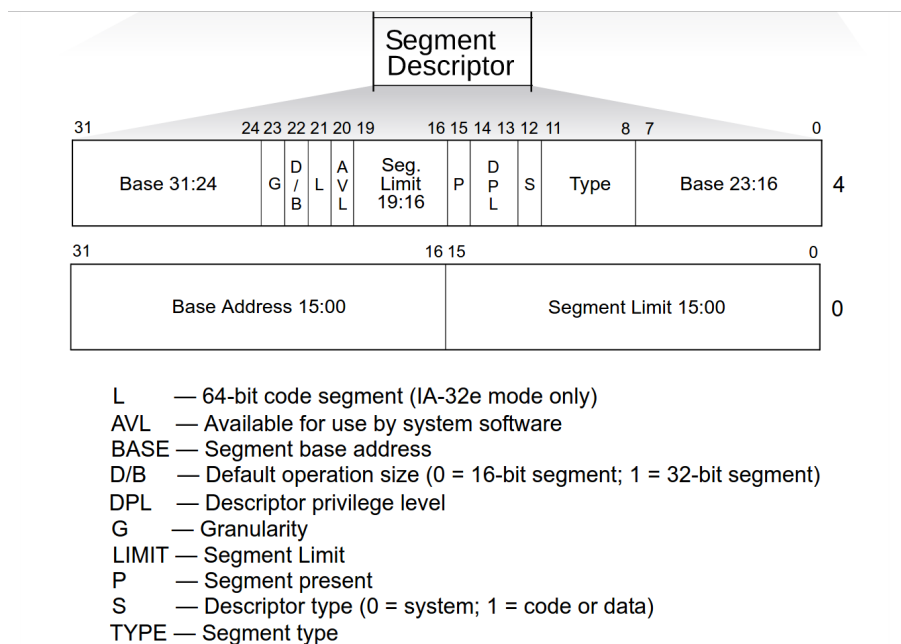 Segment
Descriptor
31 24 23 22 21 20 19 16 15 14 13 12 11 8 7 0
Base 31:24 G D/B L AVL Seg. Limit 19:16 P DPL S Type Base 23:16 4
31 16 15 0
Base Address 15:00 Segment Limit 15:00 0
L — 64-bit code segment (IA-32e mode only)
AVL — Available for use by system software
BASE — Segment base address
D/B — Default operation size (0 = 16-bit segment; 1 = 32-bit segment)
DPL — Descriptor privilege level
G — Granularity
LIMIT — Segment Limit
P — Segment present
S — Descriptor type (0 = system; 1 = code or data)
TYPE — Segment type